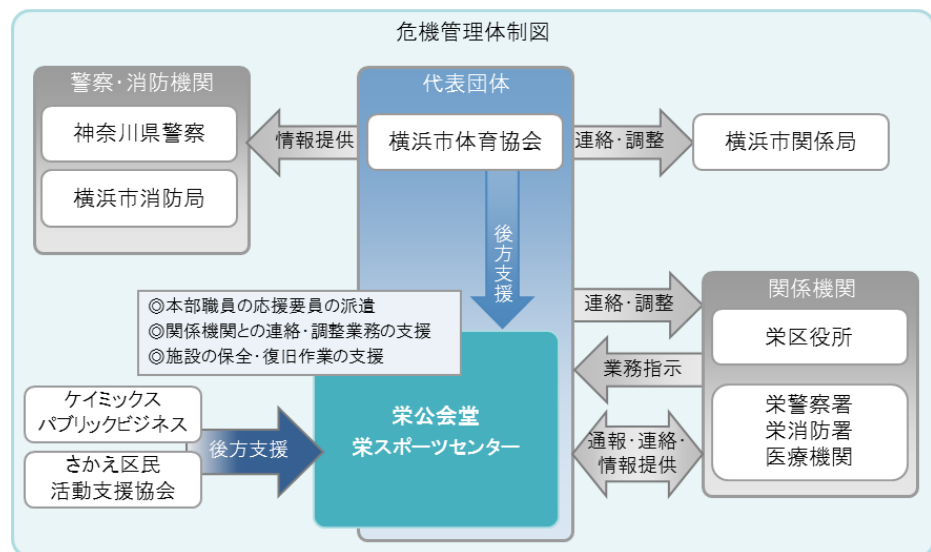 危機管理体制図
警察・消防機関
神奈川県警察
横浜市消防局
情報提供
代表団体
横浜市体育協会
連絡・調整
横浜市関係局
後方支援
◎本部職員の応援要員の派遣
◎関係機関との連絡・調整業務の支援
◎施設の保全・復旧作業の支援
ケイミックス
パブリックビジネス
さかえ区民
活動支援協会
後方支援
栄公会堂
栄スポーツセンター
連絡・調整
業務指示
通報・連絡・
情報提供
関係機関
栄区役所
栄警察署
栄消防署
医療機関